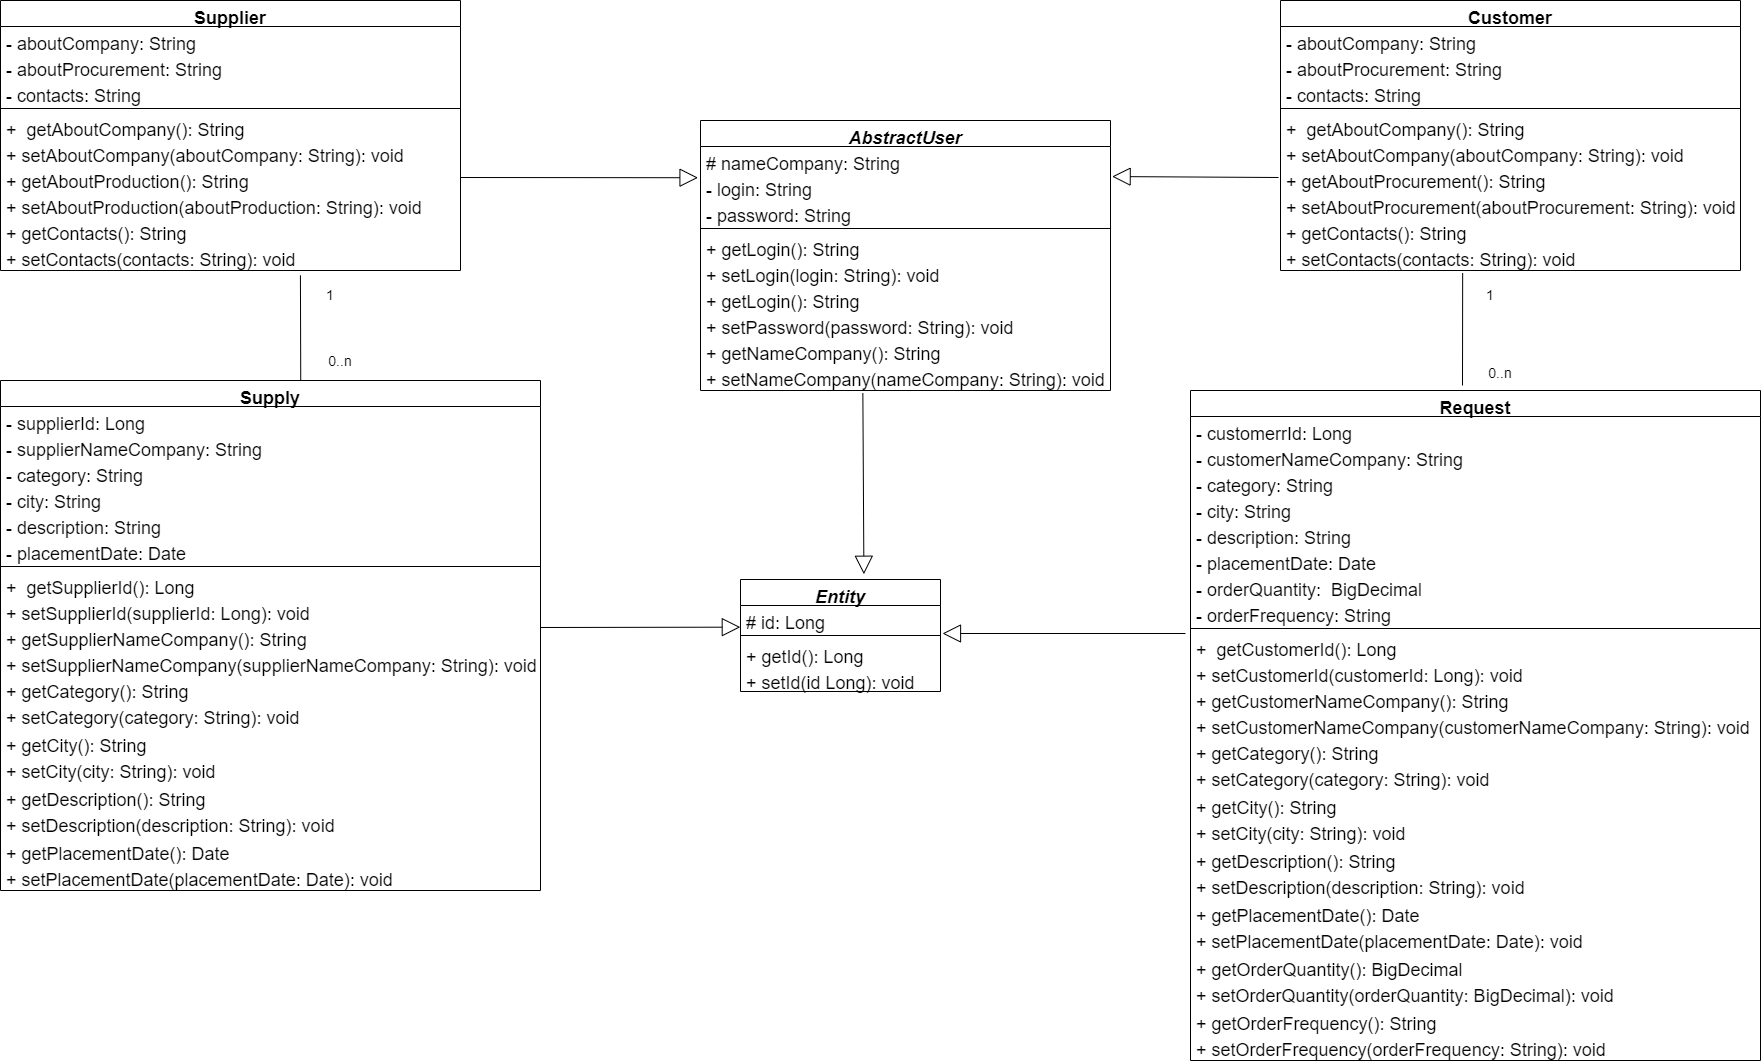 Supplier
- aboutCompany: String
- aboutProcurement: String
- contacts: String
+ getAboutCompany(): String
+ setAboutCompany(aboutCompany: String): void
+ getAboutProduction(): String
+ setAboutProduction(aboutProduction: String): void
+ getContacts(): String
+ setContacts(contacts: String): void
1
0..n
AbstractUser
# nameCompany: String
- login: String
- password: String
+ getLogin(): String
+ setLogin(login: String): void
+ getLogin(): String
+ setPassword(password: String): void
+ getNameCompany(): String
+ setNameCompany(nameCompany: String): void
Customer
- aboutCompany: String
- aboutProcurement: String
- contacts: String
+ getAboutCompany(): String
+ setAboutCompany(aboutCompany: String): void
+ getAboutProcurement(): String
+ setAboutProcurement(aboutProcurement: String): void
+ getContacts(): String
+ setContacts(contacts: String): void
1
0..n
Supply
- supplierId: Long
- supplierNameCompany: String
- category: String
- city: String
- description: String
- placementDate: Date
+ getSupplierId(): Long
+ setSupplierId(supplierId: Long): void
+ getSupplierNameCompany(): String
+ setSupplierNameCompany(supplierNameCompany: String): void
+ getCategory(): String
+ setCategory(category: String): void
+ getCity(): String
+ setCity(city: String): void
+ getDescription(): String
+ setDescription(description: String): void
+ getPlacementDate(): Date
+ setPlacementDate(placementDate: Date): void
Entity
# id: Long
+ getId(): Long
+ setId(id Long): void
Request
- customerrId: Long
- customerNameCompany: String
- category: String
- city: String
- description: String
- placementDate: Date
- orderQuantity: BigDecimal
- orderFrequency: String
+ getCustomerId(): Long
+ setCustomerId(customerId: Long): void
+ getCustomerNameCompany(): String
+ setCustomerNameCompany(customerNameCompany: String): void
+ getCategory(): String
+ setCategory(category: String): void
+ getCity(): String
+ setCity(city: String): void
+ getDescription(): String
+ setDescription(description: String): void
+ getPlacementDate(): Date
+ setPlacementDate(placementDate: Date): void
+ getOrderQuantity(): BigDecimal
+ setOrderQuantity(orderQuantity: BigDecimal): void
+ getOrderFrequency(): String
+ setOrderFrequency(orderFrequency: String): void